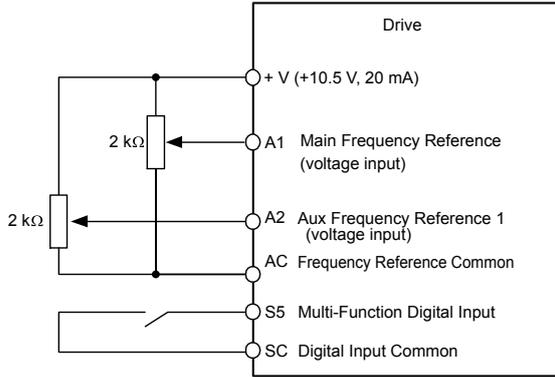 Drive
+ V (+10.5 V, 20 mA)
2 kΩ
A1 Main Frequency Reference
(voltage input)
2 kΩ
A2 Aux Frequency Reference 1
(voltage input)
AC Frequency Reference Common
S5 Multi-Function Digital Input
SC Digital Input Common